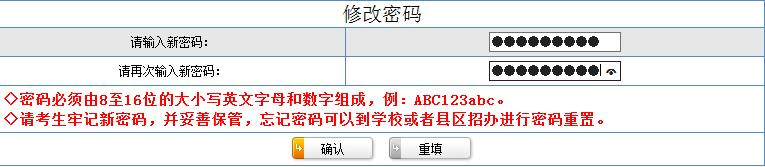 修改密码
请输入新密码：
●●●●●●●●●
请再次输入新密码：
●●●●●●●●●
◇密码必须由8至16位的大小写英文字母和数字组成，例：ABC123abc。
◇请考生牢记新密码，并妥善保管，忘记密码可以到学校或者县区招办进行密码重置。
确认 重填